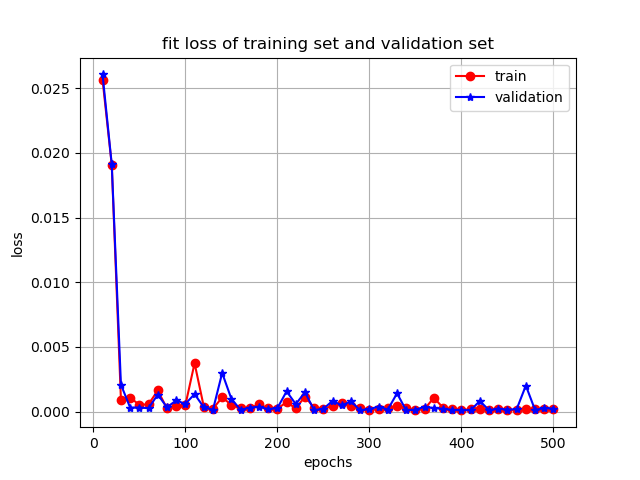 fit loss of training set and validation set
train
validation
0.025
0.020
0.015
0.010
0.005
0.000
loss
0
100
200
300
400
500
epochs